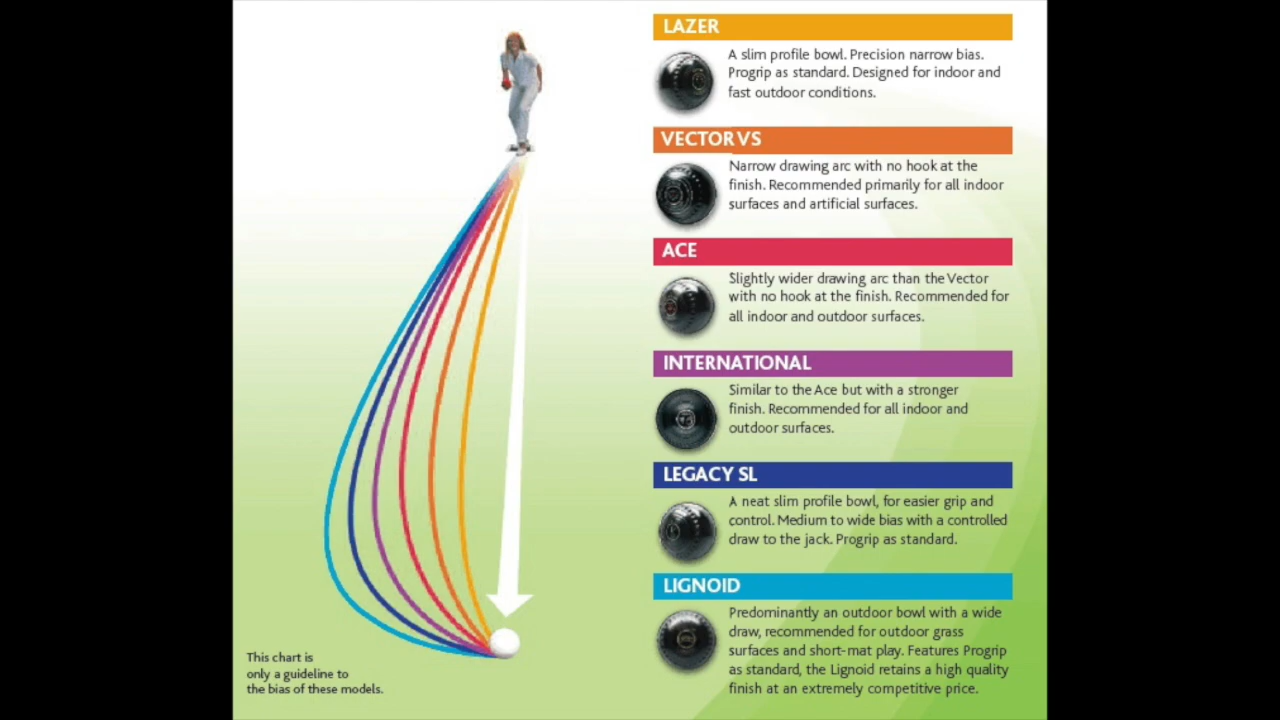 LAZER
A slim profile bowl. Precision narrow bias.
Progrip as standard. Designed for indoor and
fast outdoor conditions.
VECTOR VS
Narrow drawing arc with no hook at the
finish. Recommended primarily for all indoor
surfaces and artificial surfaces.
ACE
Slightly wider drawing arc than the Vector
with no hook at the finish. Recommended for
all indoor and outdoor surfaces.
INTERNATIONAL
Similar to the Ace but with a stronger
finish. Recommended for all indoor and
outdoor surfaces.
LEGACY SL
A neat slim profile bowl, for easier grip and
control. Medium to wide bias with a controlled
draw to the jack. Progrip as standard.
LIGNOID
Predominantly an outdoor bowl with a wide
draw, recommended for outdoor grass
surfaces and short-mat play. Features Progrip
as standard, the Lignoid retains a high quality
finish at an extremely competitive price.
This chart is
only a guideline to
the bias of these models.